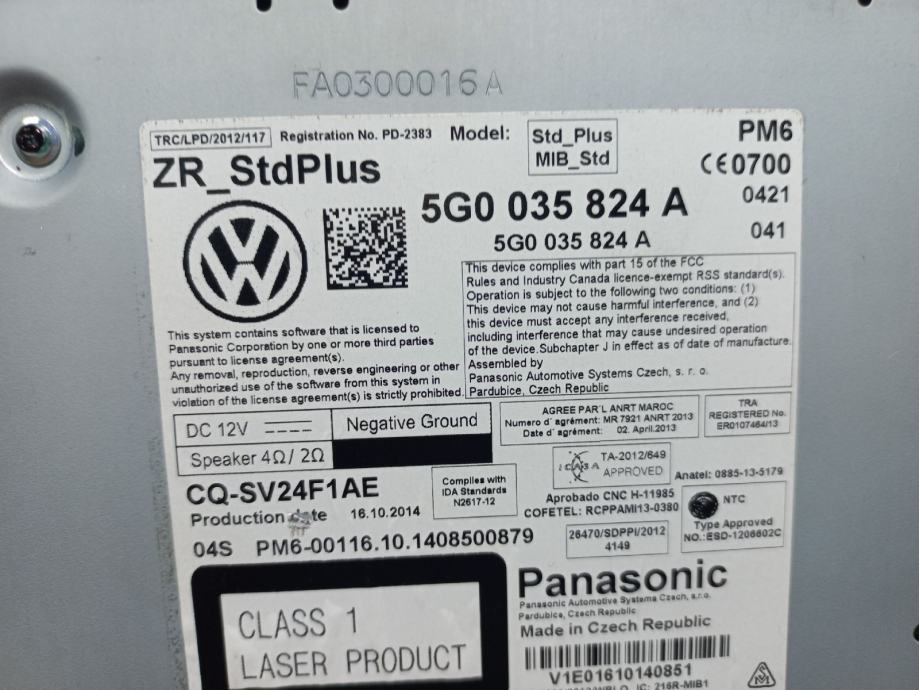 FA0300016A
TRC/LPD/2012/117 Registration No. PD-2383 Model: Std_Plus MIB_Std PM6
ZR_StdPlus
CE0700
5G0 035 824 A
0421
5G0 035 824 A
041
This device complies with part 15 of the FCC
Rules and Industry Canada licence-exempt RSS standard(s).
Operation is subject to the following two conditions: (1)
This device may not cause harmful interference, and (2)
this device must accept any interference received,
including interference that may cause undesired operation
of the device.Subchapter J in effect as of date of manufacture.
Assembled by
Panasonic Automotive Systems Czech, s. r. o.
Pardubice, Czech Republic
This system contains software that is licensed to
Panasonic Corporation by one or more third parties
pursuant to license agreement(s).
Any removal, reproduction, reverse engineering or other
unauthorized use of the software from this system in
violation of the license agreement(s) is strictly prohibited.
DC 12V
Negative Ground
Speaker 4Ω/ 2Ω
AGREE PAR'L ANRT MAROC
Numero d' agrément: MR 7921 ANRT 2013
Date d' agrément: 02. April.2013
TRA
REGISTERED No.
ER0107464/13
ICASA
TA-2012/649
APPROVED
Anatel: 0885-13-5179
CQ-SV24F1AE
Complies with
IDA Standards
N2617-12
Aprobado CNC H-11985
COFETEL: RCPPAMI13-0380
NTC
Type Approved
NO.:ESD-1206602C
Production date 16.10.2014
26470/SDPPI/2012
4149
04S PM6-00116.10.1408500879
CLASS 1
LASER PRODUCT
Panasonic
Panasonic Automotive Systems Czech, s.r.o.
Pardubice, Czech Republic
Made in Czech Republic
V1E01610140851
IC: 216R-MIB1